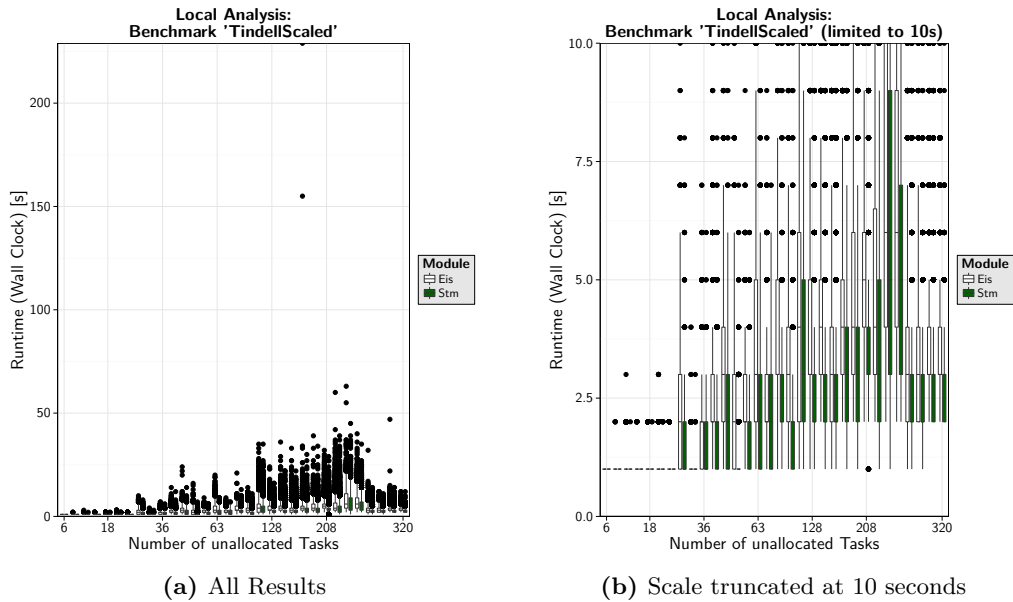 Local Analysis:
Benchmark 'TindellScaled'
200
150
100
50
0
6 18 36 63 128 208 320
Number of unallocated Tasks
Runtime (Wall Clock) [s]
Module
Eis
Stm
(a) All Results
Local Analysis:
Benchmark 'TindellScaled' (limited to 10s)
10.0
7.5
5.0
2.5
0.0
6 18 36 63 128 208 320
Number of unallocated Tasks
Runtime (Wall Clock) [s]
Module
Eis
Stm
(b) Scale truncated at 10 seconds